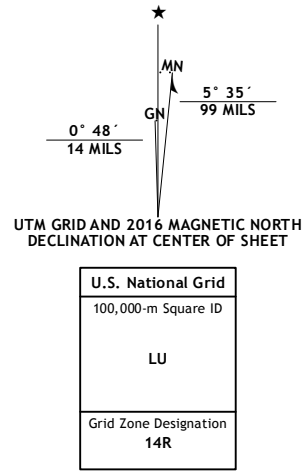 ★
MN
5° 35´
99 MILS
GN
0° 48´
14 MILS
UTM GRID AND 2016 MAGNETIC NORTH
DECLINATION AT CENTER OF SHEET
U.S. National Grid
100,000-m Square ID
LU
Grid Zone Designation
14R